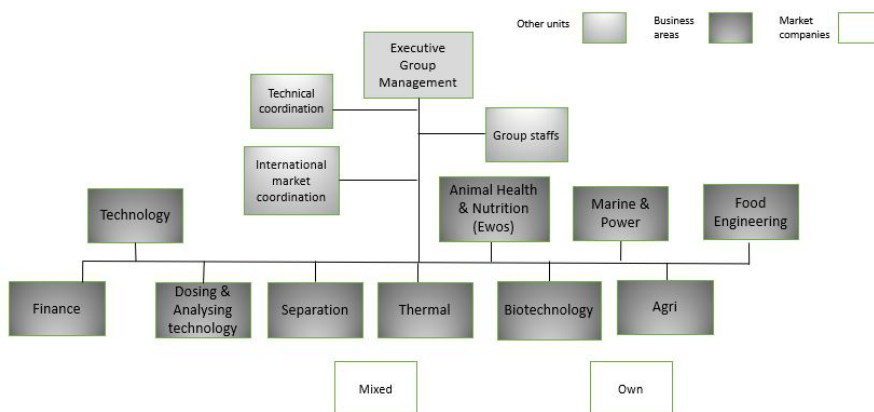 Other units
Business
areas
Market
companies
Executive
Group
Management
Technical
coordination
Group staffs
International
market
coordination
Technology
Animal Health
& Nutrition
(Ewos)
Marine &
Power
Food
Engineering
Finance
Dosing &
Analysing
technology
Separation
Thermal
Biotechnology
Agri
Mixed
Own